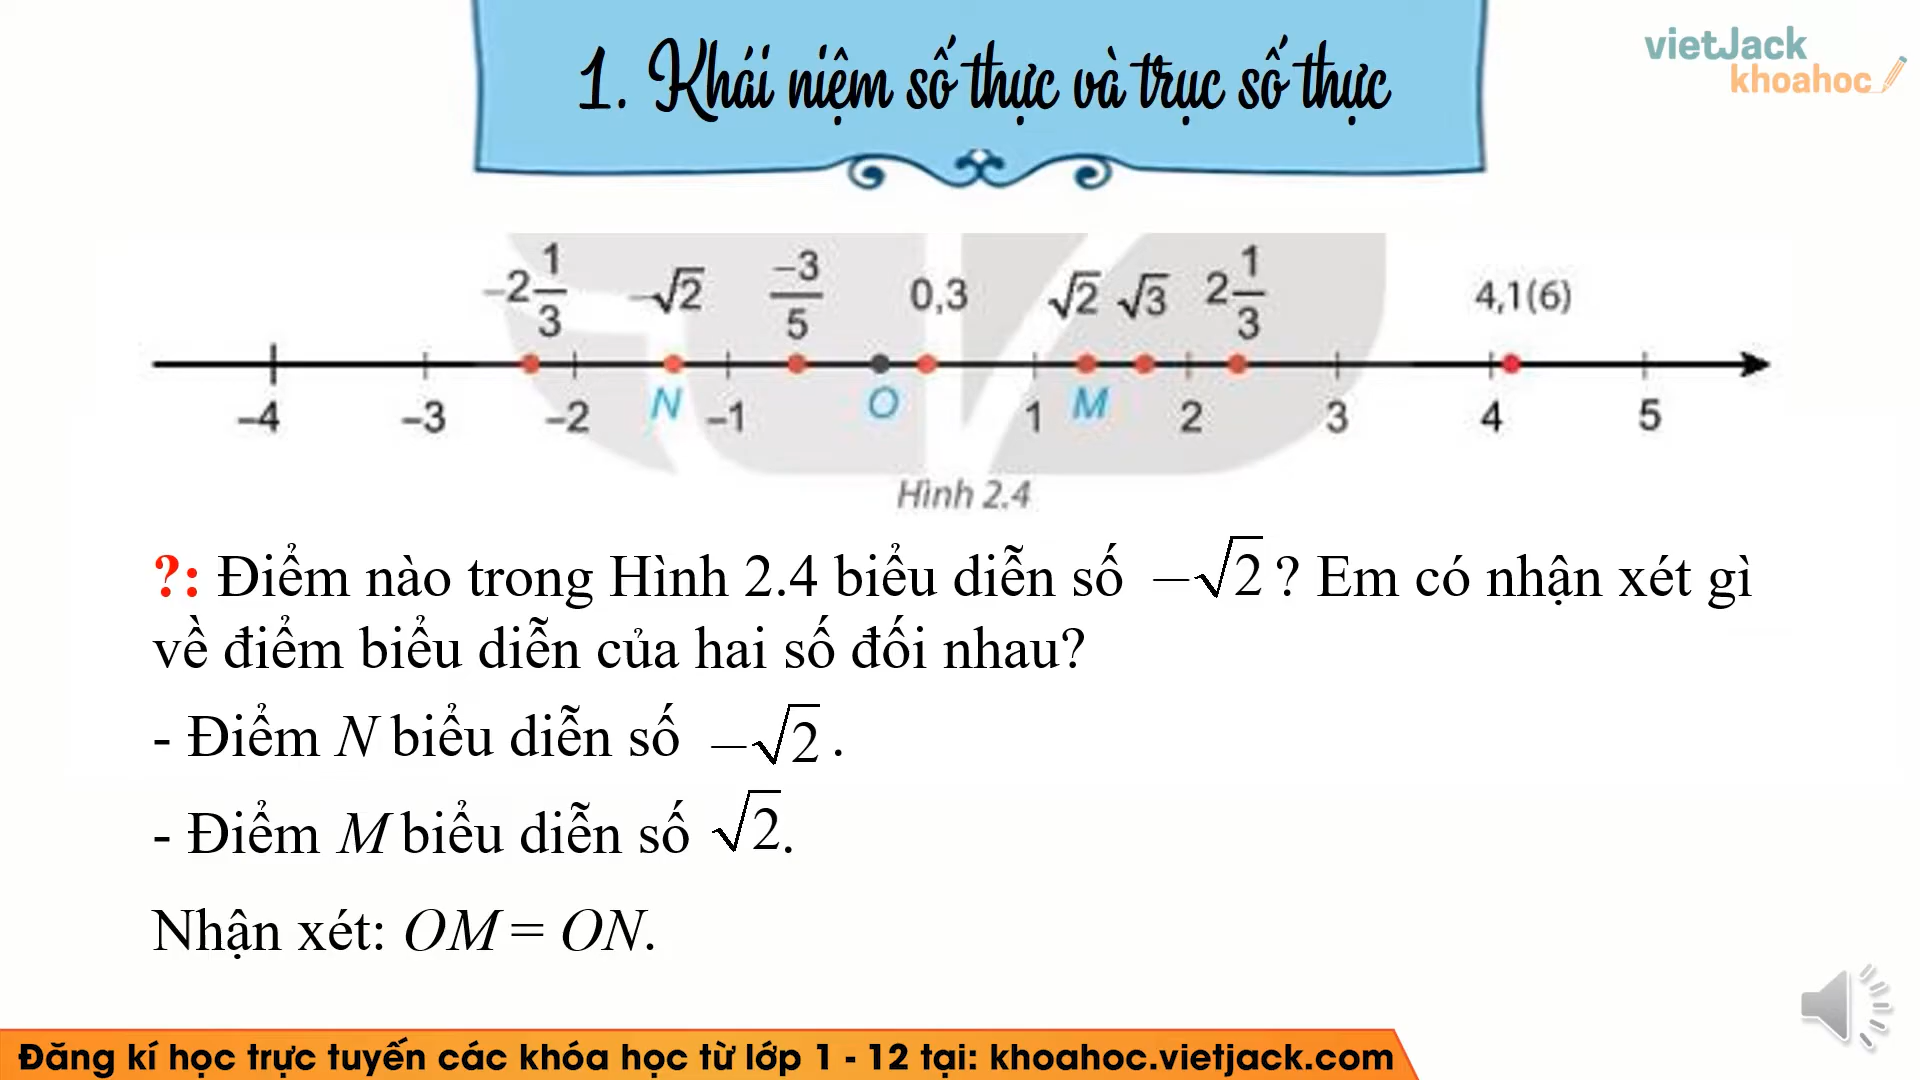 1. Khái niệm số thực và trục số thực
vietJack
khoahoc
-2 1/3 -√2 -3/5 0,3 √2 √3 2 1/3 4,1(6)
-4 -3 -2 N -1 O 1 M 2 3 4 5
Hình 2.4
?: Điểm nào trong Hình 2.4 biểu diễn số -√2 ? Em có nhận xét gì
về điểm biểu diễn của hai số đối nhau?
- Điểm N biểu diễn số -√2 .
- Điểm M biểu diễn số √2.
Nhận xét: OM = ON.
Đăng kí học trực tuyến các khóa học từ lớp 1 - 12 tại: khoahoc.vietjack.com